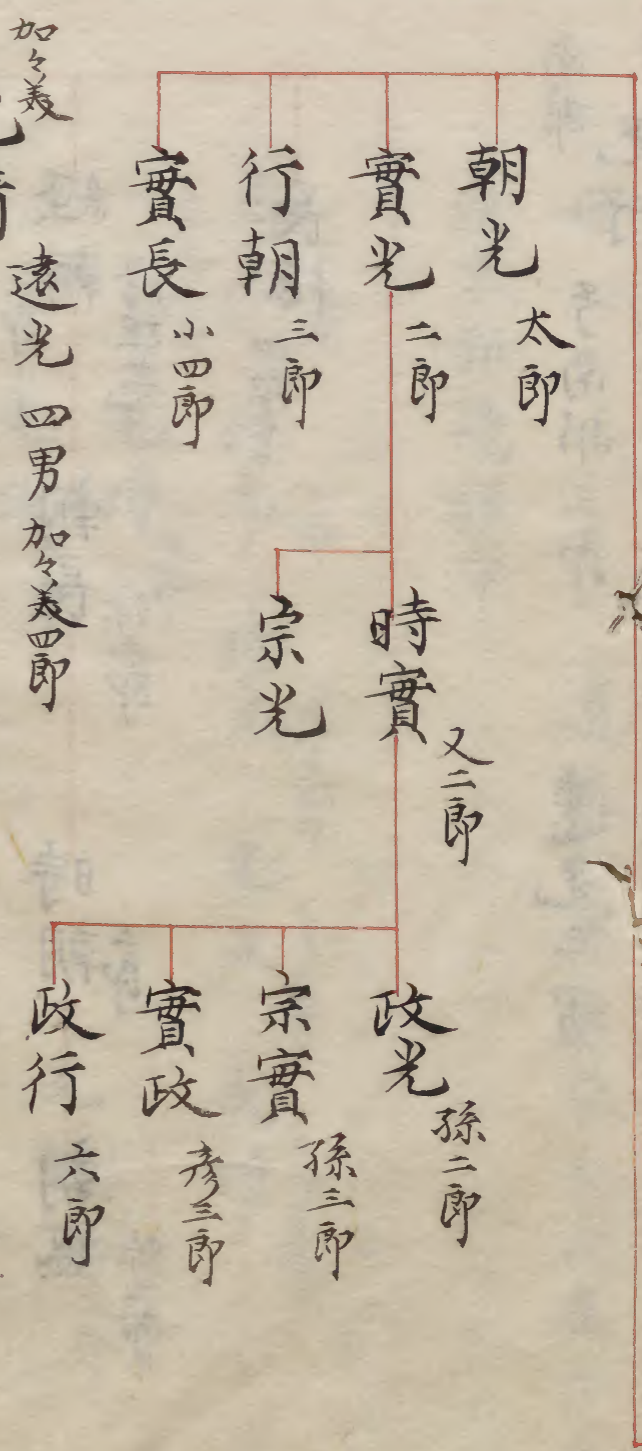 朝光
太郎
實光
二郎
行朝
三郎
實長
小四郎
時實
又二郎
宗光
政光
孫二郎
宗實
孫三郎
實政
彦三郎
政行
六郎
加々美
遠光 四男 加々美四郎